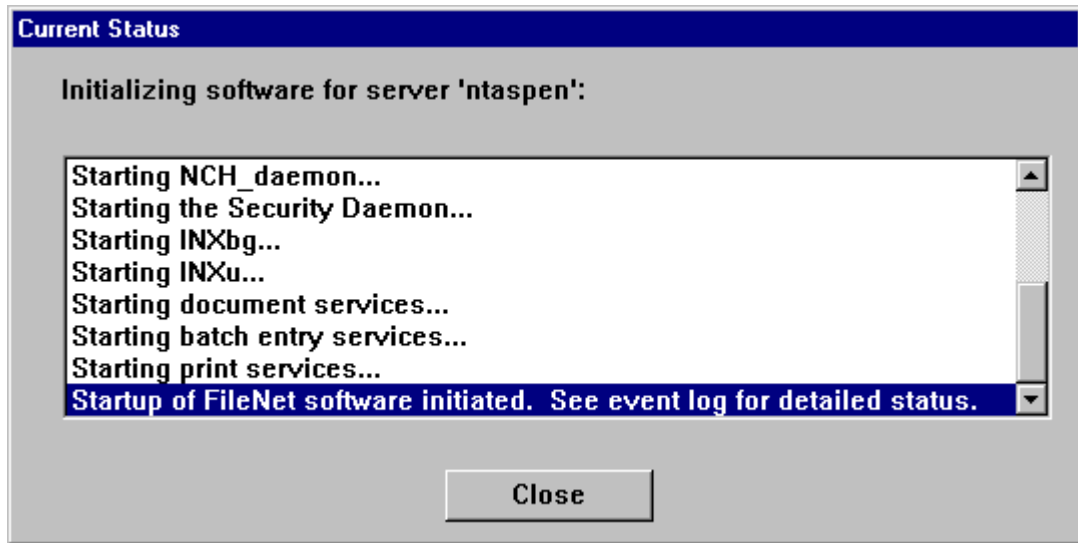 Current Status
Initializing software for server 'ntaspen':
Starting NCH_daemon...
Starting the Security Daemon...
Starting INXbg...
Starting INXu...
Starting document services...
Starting batch entry services...
Starting print services...
Startup of FileNet software initiated.  See event log for detailed status.
Close